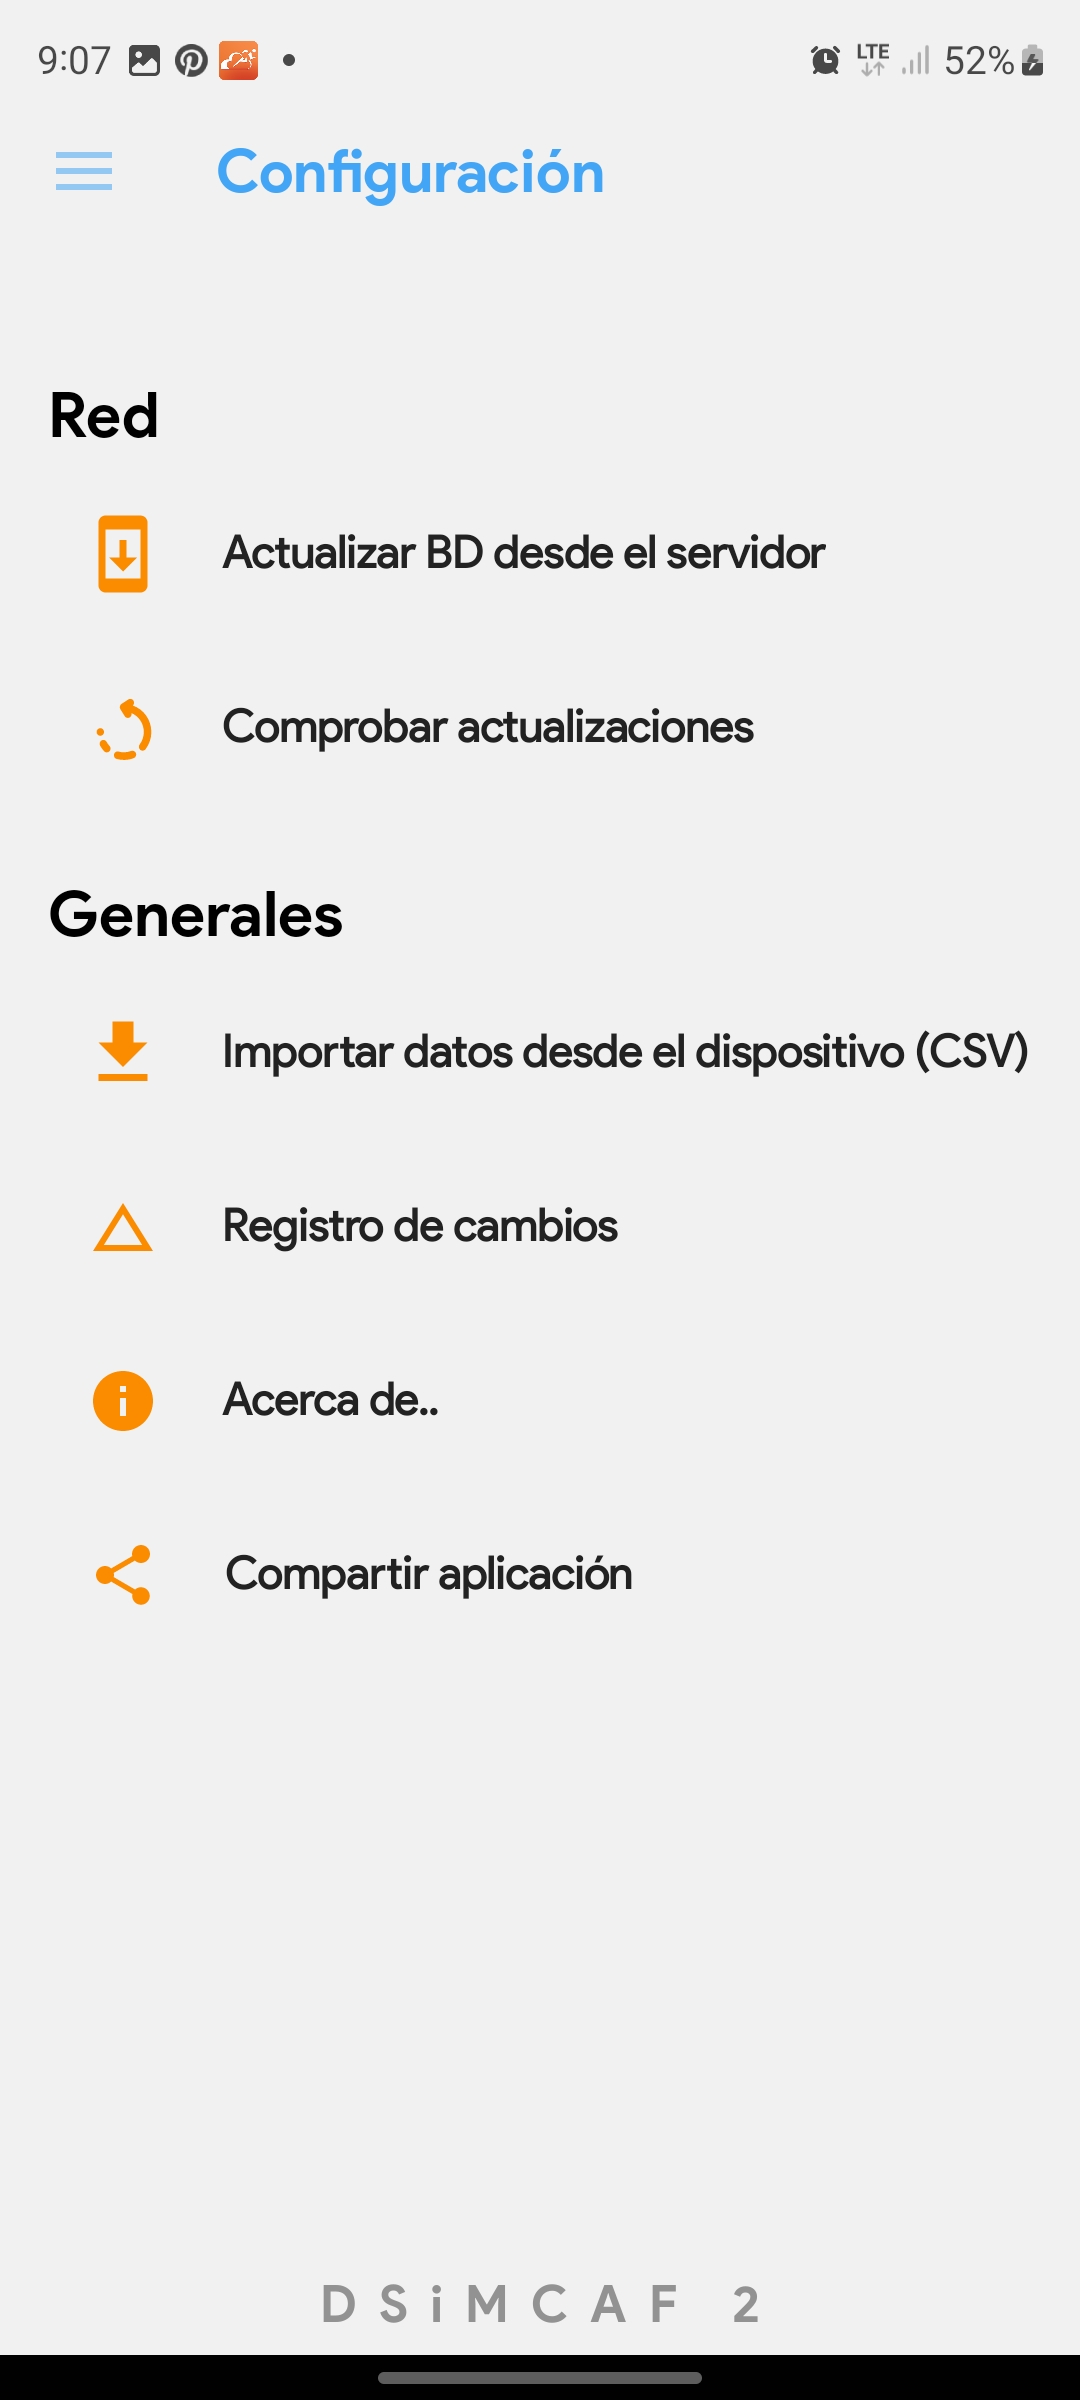 9:07 LTE 52%
Configuración
Red
Actualizar BD desde el servidor
Comprobar actualizaciones
Generales
Importar datos desde el dispositivo (CSV)
Registro de cambios
Acerca de..
Compartir aplicación
DSiMCAF 2